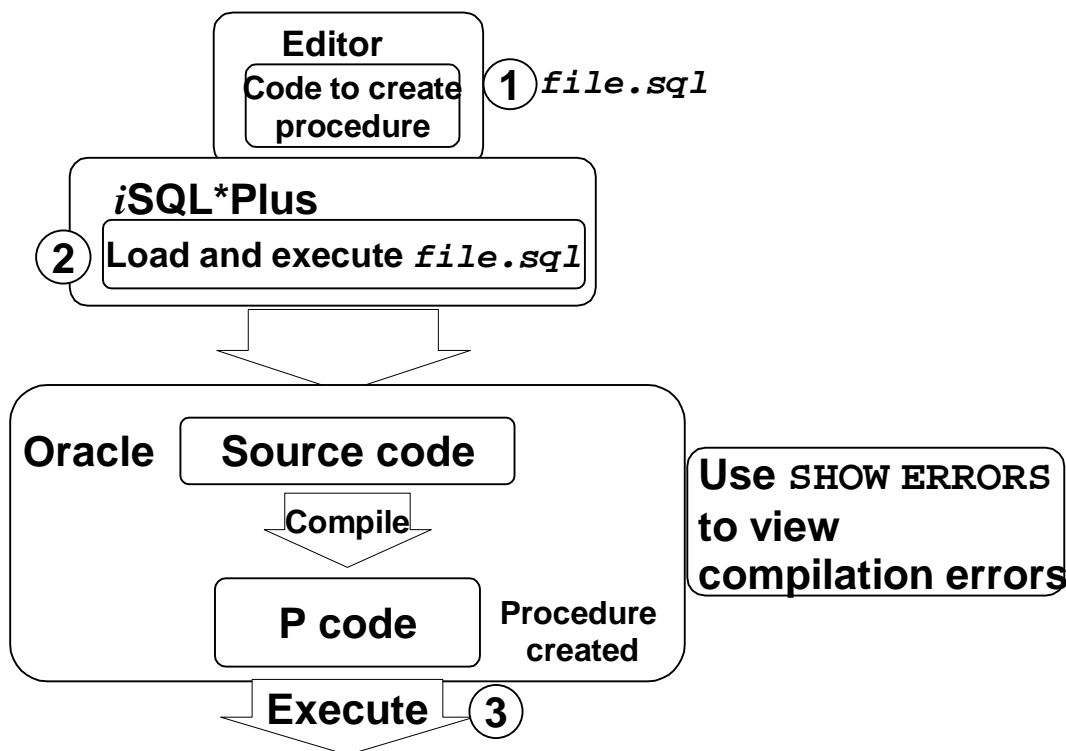 Editor
Code to create
procedure
1 file.sql
iSQL*Plus
2 Load and execute file.sql
Oracle
Source code
Compile
P code
Procedure
created
Use SHOW ERRORS
to view
compilation errors
Execute 3